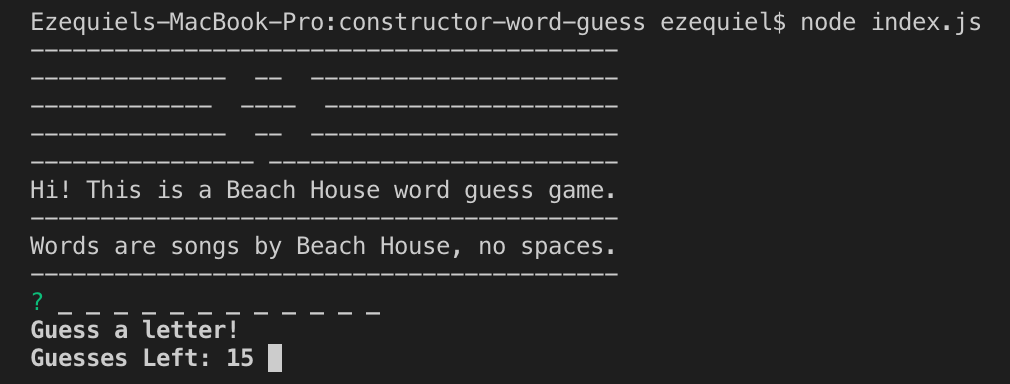 Ezequiels-MacBook-Pro:constructor-word-guess ezequiel$ node index.js
------------------------------------------
--------------  --  ----------------------
-------------  ----  ---------------------
--------------  --  ----------------------
---------------- -------------------------
Hi! This is a Beach House word guess game.
------------------------------------------
Words are songs by Beach House, no spaces.
------------------------------------------
? _ _ _ _ _ _ _ _ _ _ _ _
Guess a letter!
Guesses Left: 15